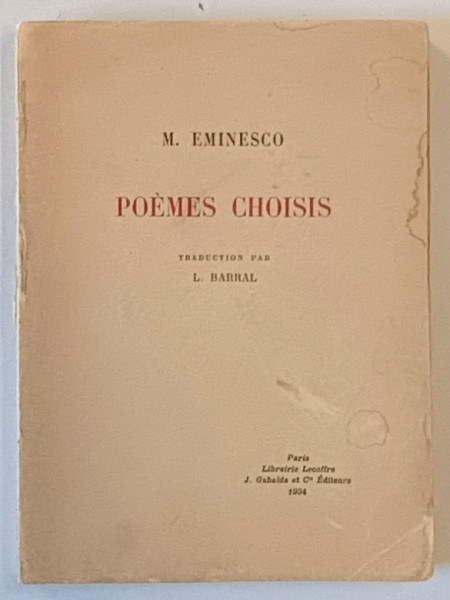 M. EMINESCO
POÈMES CHOISIS
TRADUCTION PAR
L. BARRAL
Paris
Librairie Lecoffre
J. Gabalda et Cie Éditeurs
1934